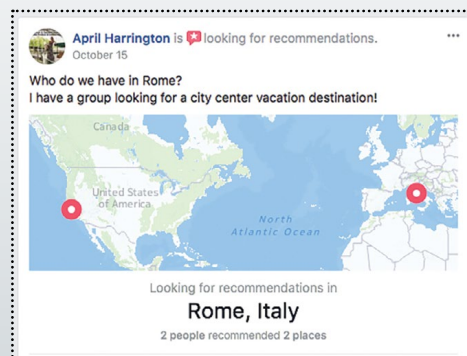 April Harrington is looking for recommendations.
October 15
Who do we have in Rome?
I have a group looking for a city center vacation destination!
Canada
United States
of America
North
Atlantic Ocean
Looking for recommendations in
Rome, Italy
2 people recommended 2 places